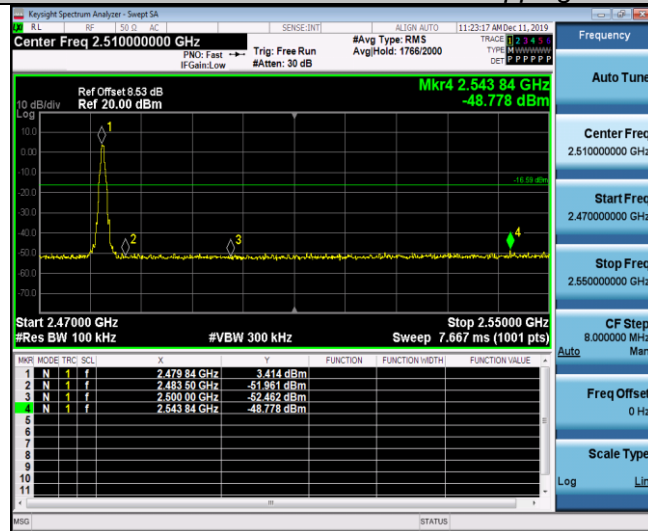 Keysight Spectrum Analyzer - Swept SA
RL RF 50 Ω AC SENSE:INT ALIGN AUTO 11:23:17 AM Dec 11, 2019
Center Freq 2.510000000 GHz
PNO: Fast
IFGain:Low
Trig: Free Run
#Atten: 30 dB
#Avg Type: RMS
Avg|Hold: 1766/2000
TRACE 1 2 3 4 5 6
TYPE M W W W W W
DET P P P P P P
Mkr4 2.543 84 GHz
-48.778 dBm
Ref Offset 8.53 dB
Ref 20.00 dBm
10 dB/div
Log
10.0
0.00
-10.0
-20.0
-30.0
-40.0
-50.0
-60.0
-70.0
1
2
3
4
-16.59 dBm
Start 2.47000 GHz
Stop 2.55000 GHz
#Res BW 100 kHz
#VBW 300 kHz
Sweep 7.667 ms (1001 pts)
MKR MODE TRC SCL X Y FUNCTION FUNCTION WIDTH FUNCTION VALUE
1 N 1 f 2.479 84 GHz 3.414 dBm
2 N 1 f 2.483 50 GHz -51.961 dBm
3 N 1 f 2.500 00 GHz -52.462 dBm
4 N 1 f 2.543 84 GHz -48.778 dBm
5
6
7
8
9
10
11
MSG
STATUS
Frequency
Auto Tune
Center Freq
2.510000000 GHz
Start Freq
2.470000000 GHz
Stop Freq
2.550000000 GHz
CF Step
8.000000 MHz
Auto Man
Freq Offset
0 Hz
Scale Type
Log Lin